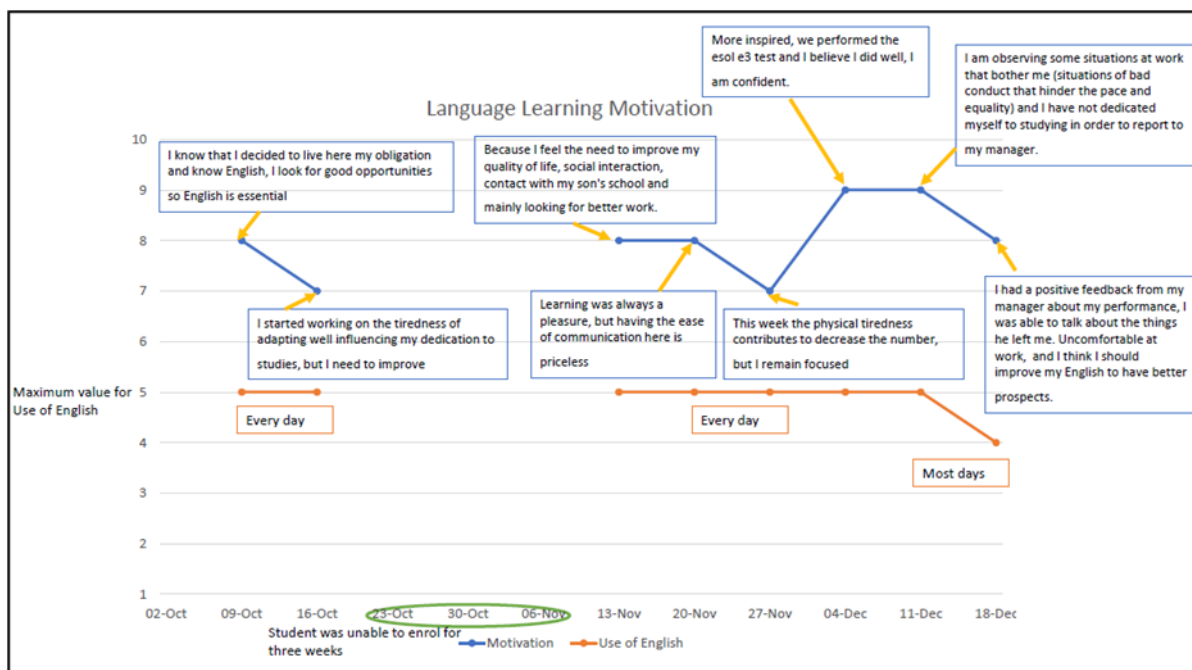 More inspired, we performed the
esol e3 test and I believe I did well, I
am confident.
I am observing some situations at work
that bother me (situations of bad
conduct that hinder the pace and
equality) and I have not dedicated
myself to studying in order to report to
my manager.
Language Learning Motivation
I know that I decided to live here my obligation
and know English, I look for good opportunities
so English is essential
Because I feel the need to improve my
quality of life, social interaction,
contact with my son's school and
mainly looking for better work.
I started working on the tiredness of
adapting well influencing my dedication to
studies, but I need to improve
Learning was always a
pleasure, but having the ease
of communication here is
priceless
This week the physical tiredness
contributes to decrease the number,
but I remain focused
I had a positive feedback from my
manager about my performance, I
was able to talk about the things
he left me. Uncomfortable at
work, and I think I should
improve my English to have better
prospects.
10
9
8
7
6
5
4
3
2
1
Maximum value for
Use of English
Every day
Every day
Most days
02-Oct
09-Oct
16-Oct
23-Oct
30-Oct
06-Nov
13-Nov
20-Nov
27-Nov
04-Dec
11-Dec
18-Dec
Student was unable to enrol for
three weeks
Motivation
Use of English